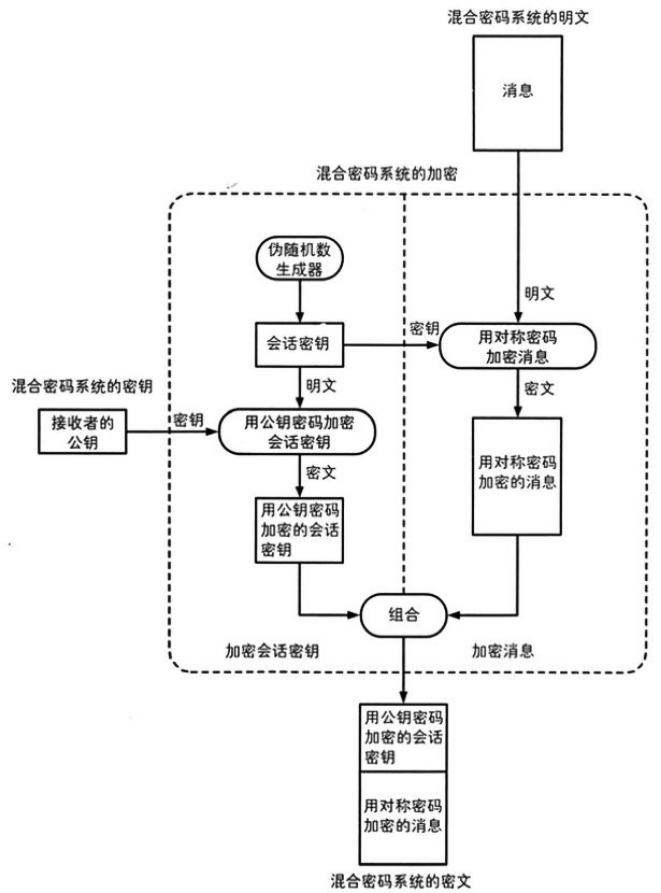 混合密码系统的明文
消息
混合密码系统的加密
伪随机数
生成器
明文
会话密钥
密钥
用对称密码
加密消息
混合密码系统的密钥
明文
密文
接收者的
公钥
密钥
用公钥密码加密
会话密钥
用对称密码
加密的消息
密文
用公钥密码
加密的会话
密钥
组合
加密会话密钥
加密消息
用公钥密码
加密的会话
密钥
用对称密码
加密的消息
混合密码系统的密文